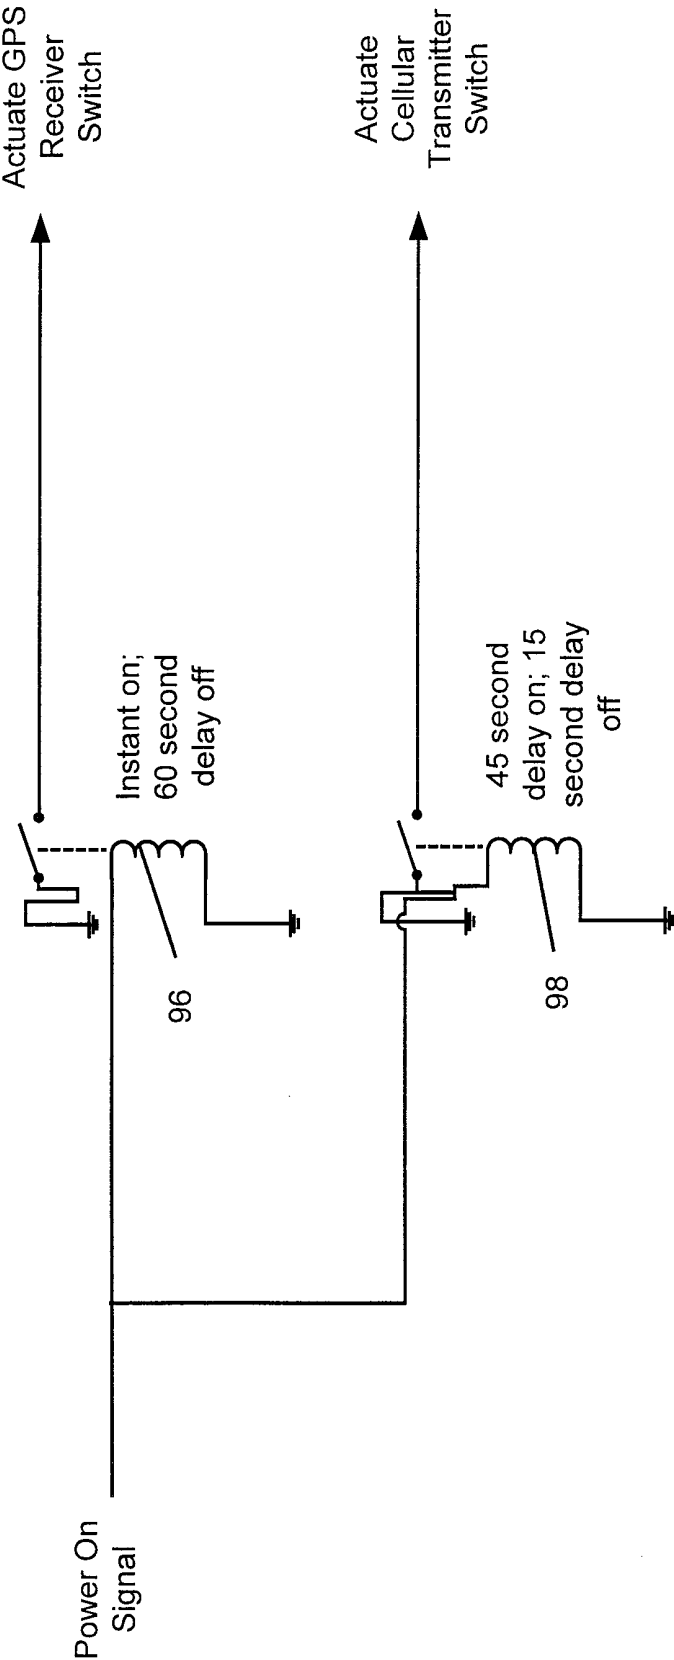 Power On
Signal
Instant on;
60 second
delay off
96
Actuate GPS
Receiver
Switch
45 second
delay on; 15
second delay
off
98
Actuate
Cellular
Transmitter
Switch